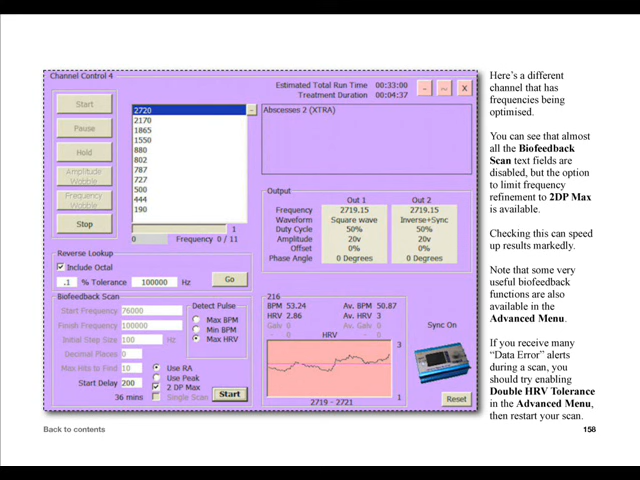 Channel Control 4
Estimated Total Run Time 00:33:00
Treatment Duration 00:04:37
- ~ X
Start
Pause
Hold
Amplitude
Wobble
Frequency
Wobble
Stop
2720
2170
1865
1550
880
802
787
727
500
444
190
1
0 Frequency 0 / 11
Abscesses 2 (XTRA)
Output
Out 1 Out 2
Frequency 2719.15 2719.15
Waveform Square wave Inverse+Sync
Duty Cycle 50% 50%
Amplitude 20v 20v
Offset 0% 0%
Phase Angle 0 Degrees 0 Degrees
Reverse Lookup
Include Octal
.1 % Tolerance 100000 Hz Go
Biofeedback Scan
Start Frequency 76000
Finish Frequency 100000
Initial Step Size 100 Hz
Decimal Places 0
Max Hits to Find 10
Start Delay 200
36 mins
Detect Pulse
Max BPM
Min BPM
Max HRV
Use RA
Use Peak
2 DP Max
Single Scan
Start
216
BPM 53.24 Av. BPM 50.87
HRV 2.86 Av. HRV 3
Galv 0 Av. Galv 0
- 0 HRV - 0
3
1
2719 - 2721
Sync On
Reset
Here's a different
channel that has
frequencies being
optimised.
You can see that almost
all the Biofeedback
Scan text fields are
disabled, but the option
to limit frequency
refinement to 2DP Max
is available.
Checking this can speed
up results markedly.
Note that some very
useful biofeedback
functions are also
available in the
Advanced Menu.
If you receive many
"Data Error" alerts
during a scan, you
should try enabling
Double HRV Tolerance
in the Advanced Menu,
then restart your scan.
Back to contents
158